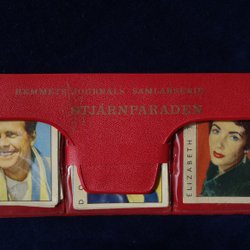 HEMMETS JOURNALS SAMLARSERIE
STJÄRNPARADEN
D D
ELIZABETH